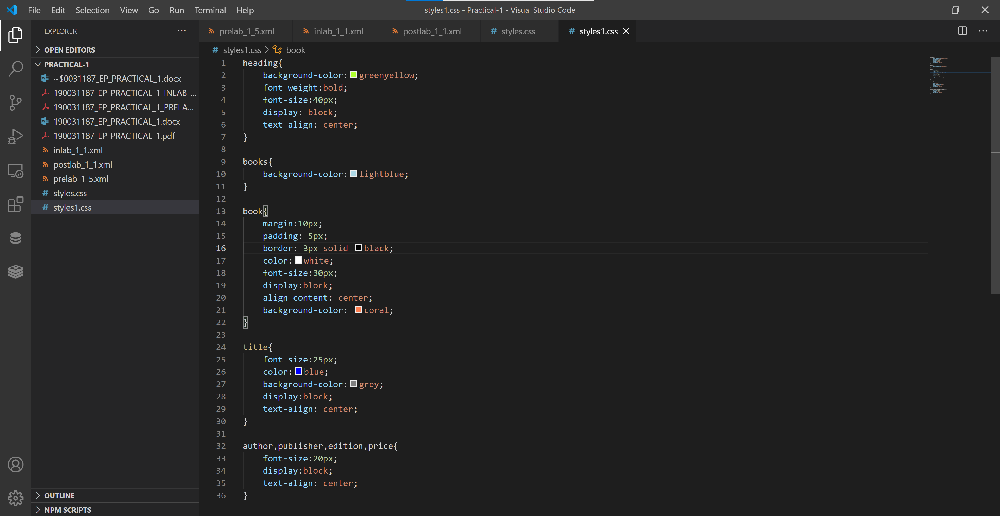 File Edit Selection View Go Run Terminal Help
styles1.css - Practical-1 - Visual Studio Code
EXPLORER
OPEN EDITORS
PRACTICAL-1
~$0031187_EP_PRACTICAL_1.docx
190031187_EP_PRACTICAL_1_INLAB_...
190031187_EP_PRACTICAL_1_PRELA...
190031187_EP_PRACTICAL_1.docx
190031187_EP_PRACTICAL_1.pdf
inlab_1_1.xml
postlab_1_1.xml
prelab_1_5.xml
styles.css
styles1.css
OUTLINE
NPM SCRIPTS
prelab_1_5.xml inlab_1_1.xml postlab_1_1.xml # styles.css # styles1.css
# styles1.css > book
1 heading{
2 background-color:greenyellow;
3 font-weight:bold;
4 font-size:40px;
5 display: block;
6 text-align: center;
7 }
8
9 books{
10 background-color:lightblue;
11 }
12
13 book{
14 margin:10px;
15 padding: 5px;
16 border: 3px solid black;
17 color:white;
18 font-size:30px;
19 display:block;
20 align-content: center;
21 background-color: coral;
22 }
23
24 title{
25 font-size:25px;
26 color:blue;
27 background-color:grey;
28 display:block;
29 text-align: center;
30 }
31
32 author,publisher,edition,price{
33 font-size:20px;
34 display:block;
35 text-align: center;
36 }